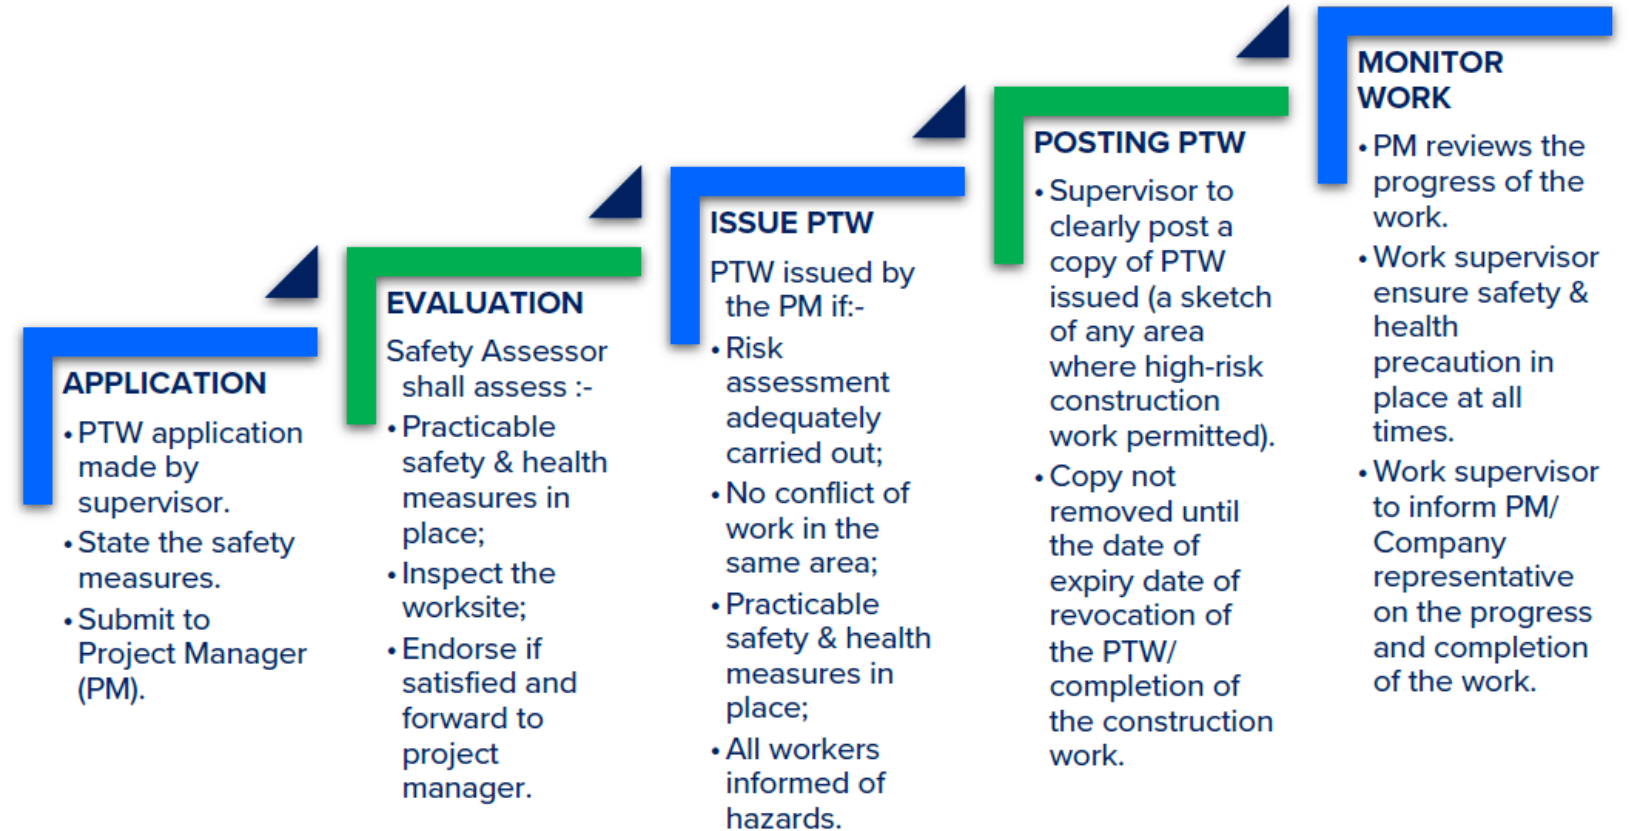 APPLICATION
• PTW application
made by
supervisor.
• State the safety
measures.
• Submit to
Project Manager
(PM).
EVALUATION
Safety Assessor
shall assess :-
• Practicable
safety & health
measures in
place;
• Inspect the
worksite;
• Endorse if
satisfied and
forward to
project
manager.
ISSUE PTW
PTW issued by
the PM if:-
• Risk
assessment
adequately
carried out;
• No conflict of
work in the
same area;
• Practicable
safety & health
measures in
place;
• All workers
informed of
hazards.
POSTING PTW
• Supervisor to
clearly post a
copy of PTW
issued (a sketch
of any area
where high-risk
construction
work permitted).
• Copy not
removed until
the date of
expiry date of
revocation of
the PTW/
completion of
the construction
work.
MONITOR
WORK
• PM reviews the
progress of the
work.
• Work supervisor
ensure safety &
health
precaution in
place at all
times.
• Work supervisor
to inform PM/
Company
representative
on the progress
and completion
of the work.